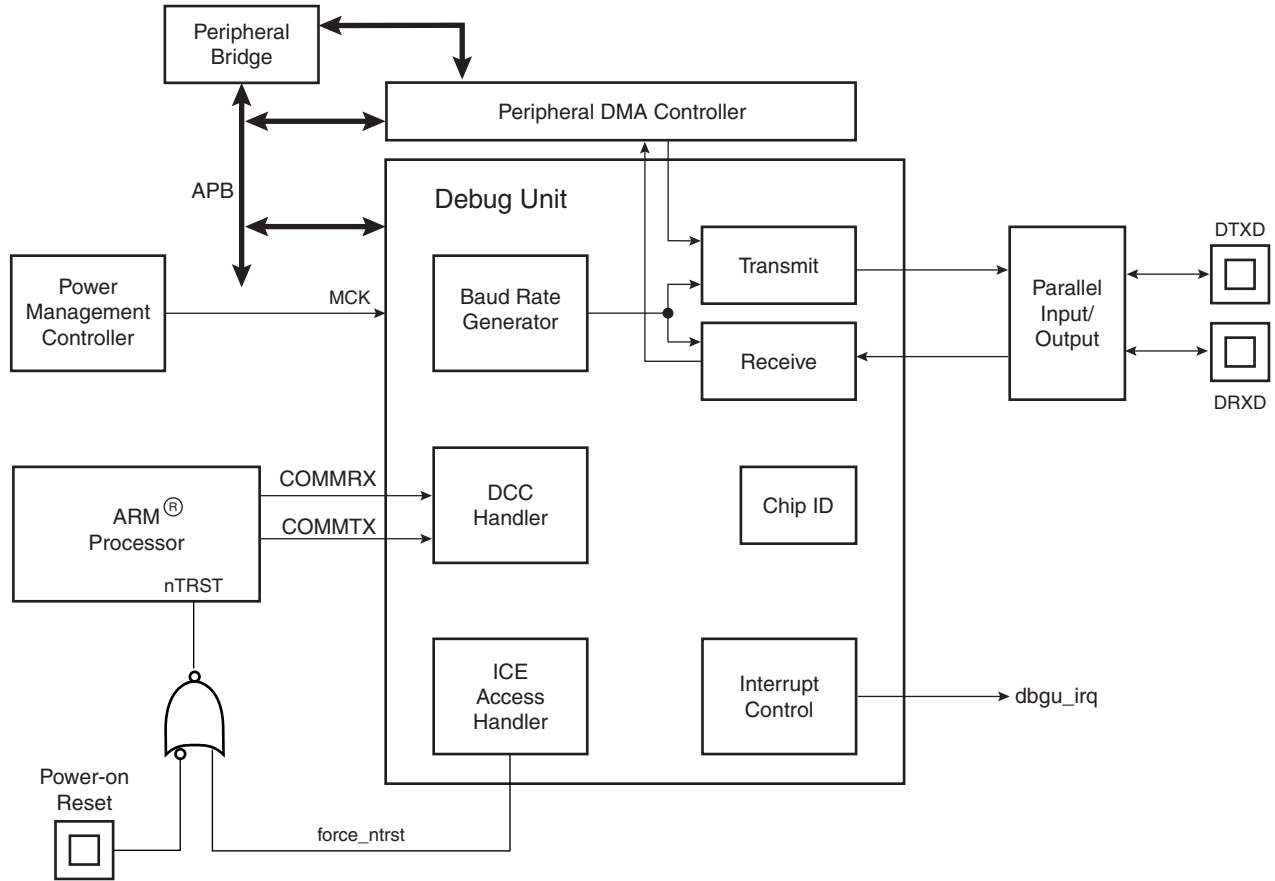 Peripheral
Bridge
Peripheral DMA Controller
APB
Debug Unit
Power
Management
Controller
MCK
Baud Rate
Generator
Transmit
Receive
Parallel
Input/
Output
DTXD
DRXD
ARM®
Processor
nTRST
COMMRX
COMMTX
DCC
Handler
Chip ID
ICE
Access
Handler
Interrupt
Control
dbgu_irq
Power-on
Reset
force_ntrst